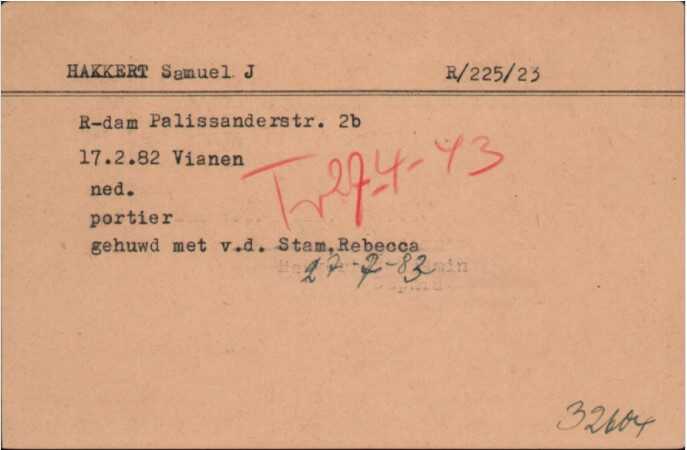 HAKKERT Samuel J R/225/23
R-dam Palissanderstr. 2b
17.2.82 Vianen
ned.
portier
gehuwd met v.d. Stam, Rebecca
Tr 27-4-43
27-7-83
32604